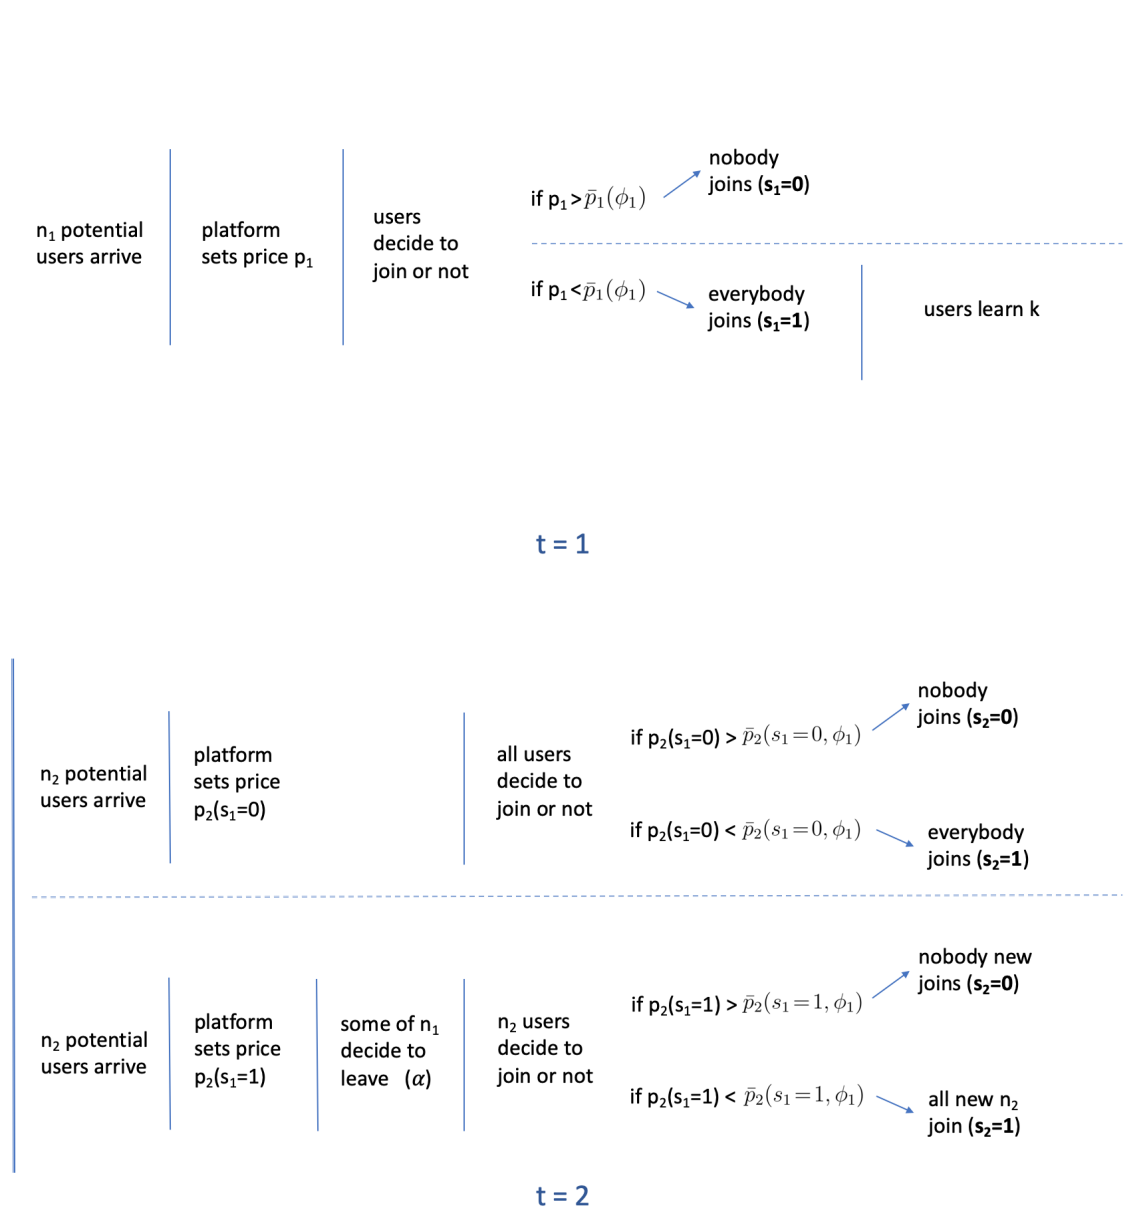 n₁ potential
users arrive
platform
sets price p₁
users
decide to
join or not
if p₁>p̄₁(ϕ₁)
nobody
joins (s₁=0)
if p₁<p̄₁(ϕ₁)
everybody
joins (s₁=1)
users learn k
t = 1
n₂ potential
users arrive
platform
sets price
p₂(s₁=0)
all users
decide to
join or not
if p₂(s₁=0) > p̄₂(s₁=0, ϕ₁)
nobody
joins (s₂=0)
if p₂(s₁=0) < p̄₂(s₁=0, ϕ₁)
everybody
joins (s₂=1)
n₂ potential
users arrive
platform
sets price
p₂(s₁=1)
some of n₁
decide to
leave (α)
n₂ users
decide to
join or not
if p₂(s₁=1) > p̄₂(s₁=1, ϕ₁)
nobody new
joins (s₂=0)
if p₂(s₁=1) < p̄₂(s₁=1, ϕ₁)
all new n₂
join (s₂=1)
t = 2